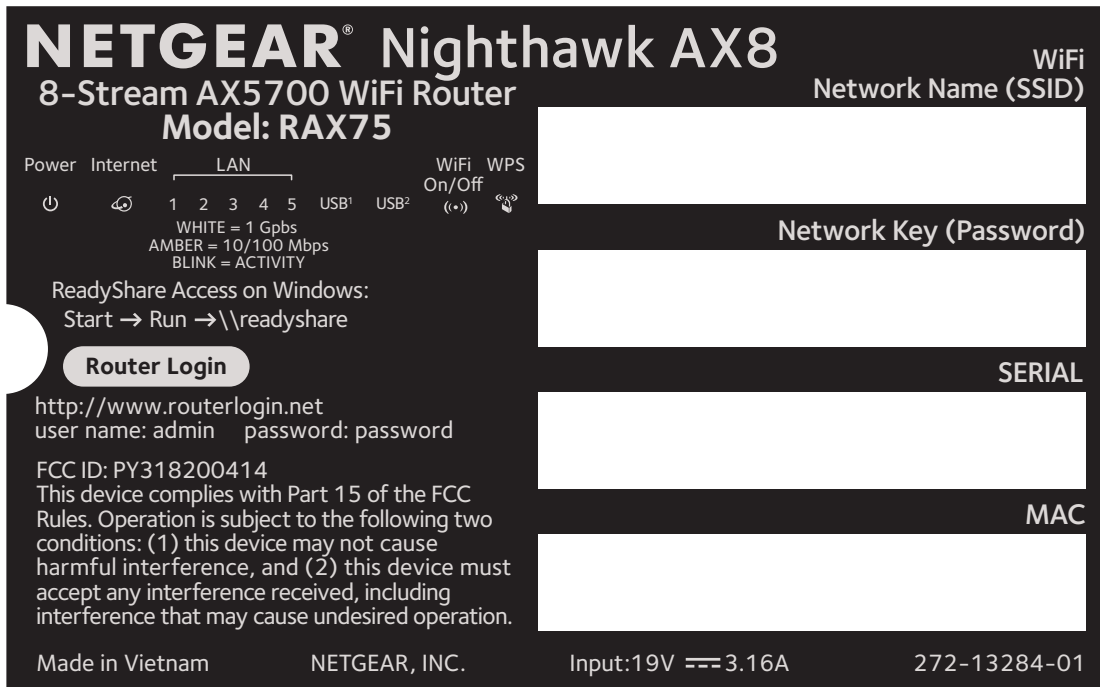 NETGEAR® Nighthawk AX8
8-Stream AX5700 WiFi Router
Model: RAX75
Power Internet LAN WiFi On/Off WPS
1 2 3 4 5 USB¹ USB²
WHITE = 1 Gpbs
AMBER = 10/100 Mbps
BLINK = ACTIVITY
ReadyShare Access on Windows:
Start → Run →\\readyshare
Router Login
http://www.routerlogin.net
user name: admin password: password
FCC ID: PY318200414
This device complies with Part 15 of the FCC
Rules. Operation is subject to the following two
conditions: (1) this device may not cause
harmful interference, and (2) this device must
accept any interference received, including
interference that may cause undesired operation.
WiFi
Network Name (SSID)
Network Key (Password)
SERIAL
MAC
Made in Vietnam NETGEAR, INC. Input:19V ⎓ 3.16A 272-13284-01